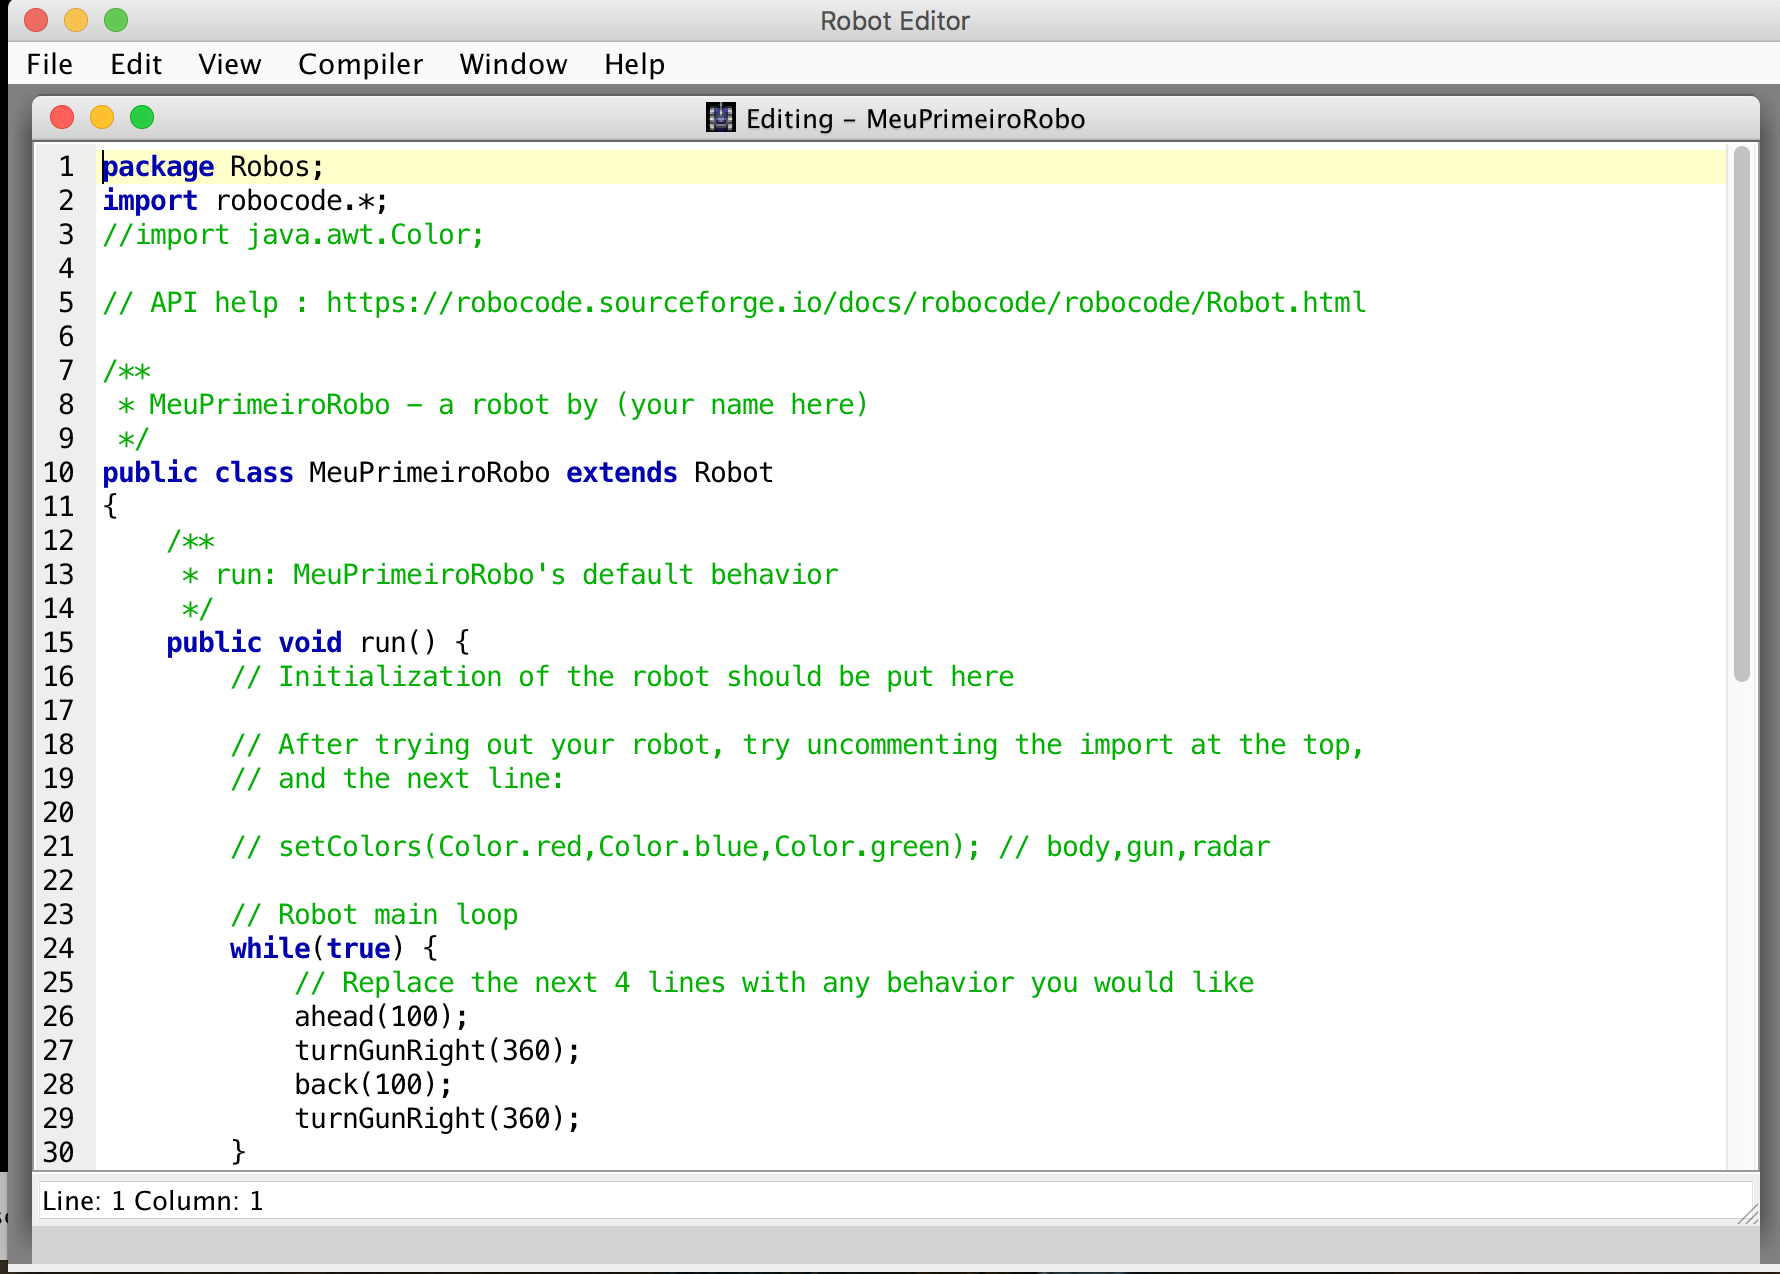 Robot Editor
File Edit View Compiler Window Help
Editing – MeuPrimeiroRobo
1 package Robos;
2 import robocode.*;
3 //import java.awt.Color;
4
5 // API help : https://robocode.sourceforge.io/docs/robocode/robocode/Robot.html
6
7 /**
8  * MeuPrimeiroRobo – a robot by (your name here)
9  */
10 public class MeuPrimeiroRobo extends Robot
11 {
12     /**
13      * run: MeuPrimeiroRobo's default behavior
14      */
15     public void run() {
16         // Initialization of the robot should be put here
17
18         // After trying out your robot, try uncommenting the import at the top,
19         // and the next line:
20
21         // setColors(Color.red,Color.blue,Color.green); // body,gun,radar
22
23         // Robot main loop
24         while(true) {
25             // Replace the next 4 lines with any behavior you would like
26             ahead(100);
27             turnGunRight(360);
28             back(100);
29             turnGunRight(360);
30         }
Line: 1 Column: 1